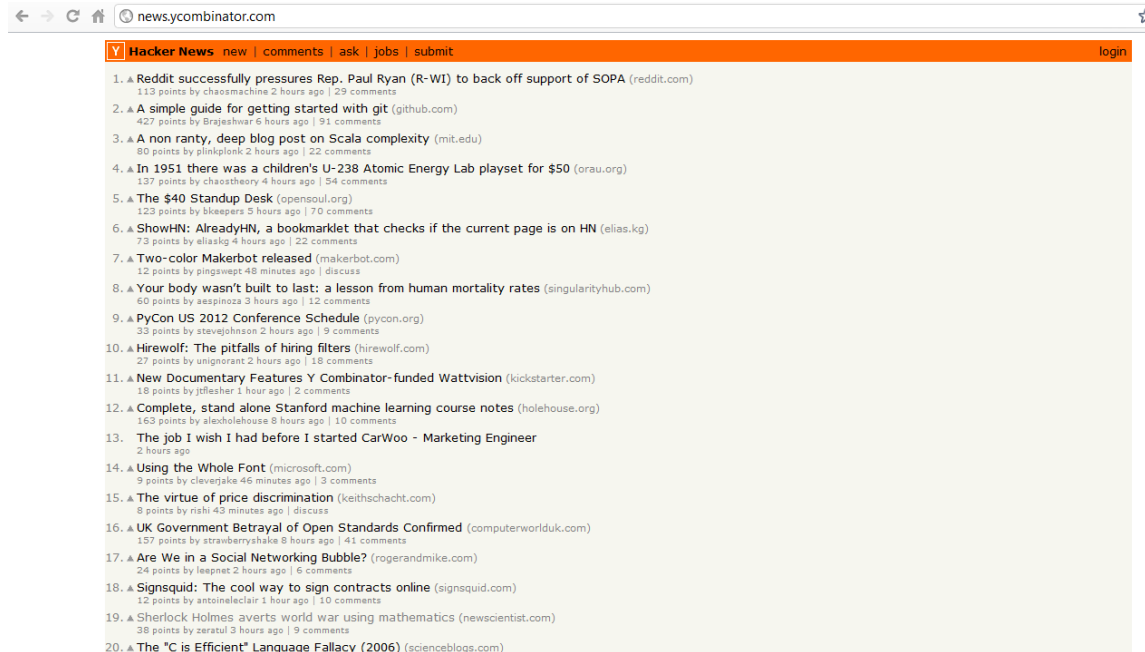 news.ycombinator.com
Y Hacker News new | comments | ask | jobs | submit login
1. Reddit successfully pressures Rep. Paul Ryan (R-WI) to back off support of SOPA (reddit.com)
113 points by chaosmachine 2 hours ago | 29 comments
2. A simple guide for getting started with git (github.com)
427 points by Brajeshwar 6 hours ago | 91 comments
3. A non ranty, deep blog post on Scala complexity (mit.edu)
80 points by plinkplonk 2 hours ago | 22 comments
4. In 1951 there was a children's U-238 Atomic Energy Lab playset for $50 (orau.org)
137 points by chaostheory 4 hours ago | 54 comments
5. The $40 Standup Desk (opensoul.org)
123 points by bkeepers 5 hours ago | 70 comments
6. ShowHN: AlreadyHN, a bookmarklet that checks if the current page is on HN (elias.kg)
73 points by eliaskg 4 hours ago | 22 comments
7. Two-color Makerbot released (makerbot.com)
12 points by pingswept 48 minutes ago | discuss
8. Your body wasn’t built to last: a lesson from human mortality rates (singularityhub.com)
60 points by aespinoza 3 hours ago | 12 comments
9. PyCon US 2012 Conference Schedule (pycon.org)
33 points by stevejohnson 2 hours ago | 9 comments
10. Hirewolf: The pitfalls of hiring filters (hirewolf.com)
27 points by unignorant 2 hours ago | 18 comments
11. New Documentary Features Y Combinator-funded Wattvision (kickstarter.com)
18 points by jtflesher 1 hour ago | 2 comments
12. Complete, stand alone Stanford machine learning course notes (holehouse.org)
163 points by alexholehouse 8 hours ago | 10 comments
13. The job I wish I had before I started CarWoo - Marketing Engineer
2 hours ago
14. Using the Whole Font (microsoft.com)
9 points by cleverjake 46 minutes ago | 3 comments
15. The virtue of price discrimination (keithschacht.com)
8 points by rishi 43 minutes ago | discuss
16. UK Government Betrayal of Open Standards Confirmed (computerworlduk.com)
157 points by strawberryshake 8 hours ago | 41 comments
17. Are We in a Social Networking Bubble? (rogerandmike.com)
24 points by leepnet 2 hours ago | 6 comments
18. Signsquid: The cool way to sign contracts online (signsquid.com)
12 points by antoineleclair 1 hour ago | 10 comments
19. Sherlock Holmes averts world war using mathematics (newscientist.com)
38 points by zeratul 3 hours ago | 9 comments
20. The "C is Efficient" Language Fallacy (2006) (scienceblogs.com)